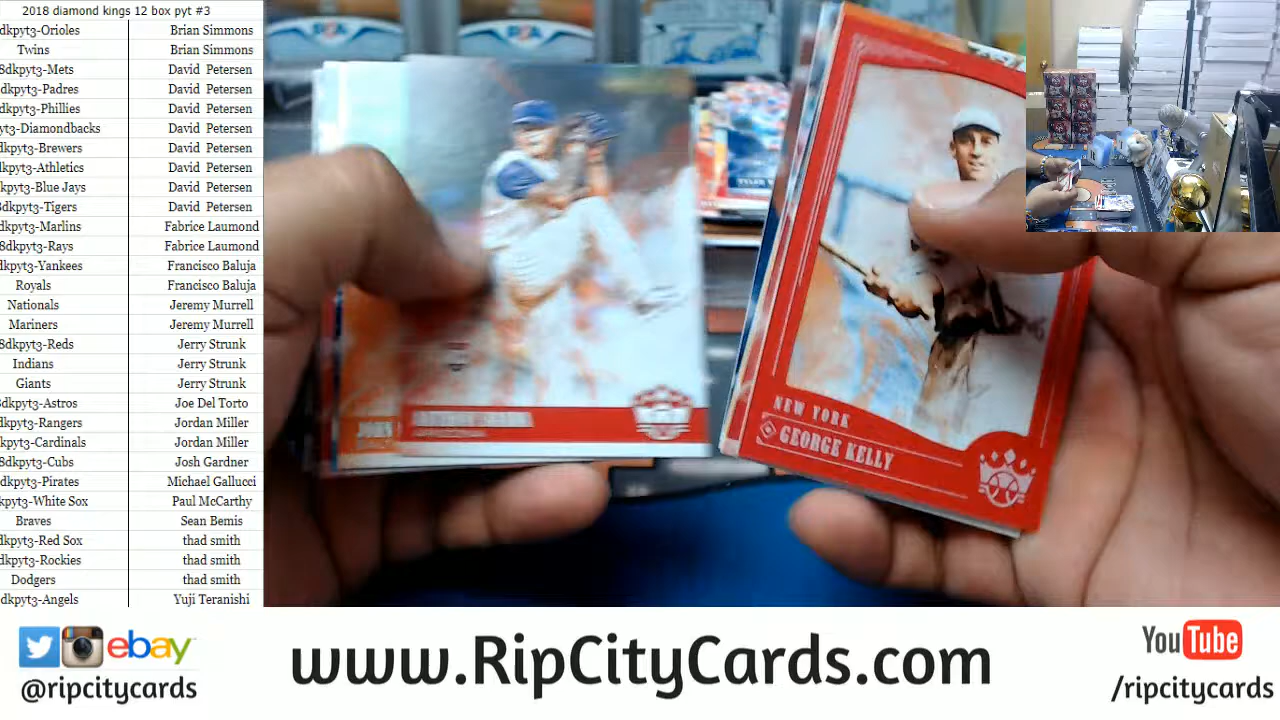 2018 diamond kings 12 box pyt #3
dkpyt3-Orioles Brian Simmons
Twins Brian Simmons
8dkpyt3-Mets David Petersen
dkpyt3-Padres David Petersen
dkpyt3-Phillies David Petersen
yt3-Diamondbacks David Petersen
kpyt3-Brewers David Petersen
kpyt3-Athletics David Petersen
kpyt3-Blue Jays David Petersen
8dkpyt3-Tigers David Petersen
dkpyt3-Marlins Fabrice Laumond
8dkpyt3-Rays Fabrice Laumond
dkpyt3-Yankees Francisco Baluja
Royals Francisco Baluja
Nationals Jeremy Murrell
Mariners Jeremy Murrell
8dkpyt3-Reds Jerry Strunk
Indians Jerry Strunk
Giants Jerry Strunk
8dkpyt3-Astros Joe Del Torto
dkpyt3-Rangers Jordan Miller
dkpyt3-Cardinals Jordan Miller
8dkpyt3-Cubs Josh Gardner
dkpyt3-Pirates Michael Gallucci
kpyt3-White Sox Paul McCarthy
Braves Sean Bemis
dkpyt3-Red Sox thad smith
dkpyt3-Rockies thad smith
Dodgers thad smith
dkpyt3-Angels Yuji Teranishi
NEW YORK
GEORGE KELLY
ebay
@ripcitycards
www.RipCityCards.com
YouTube
/ripcitycards